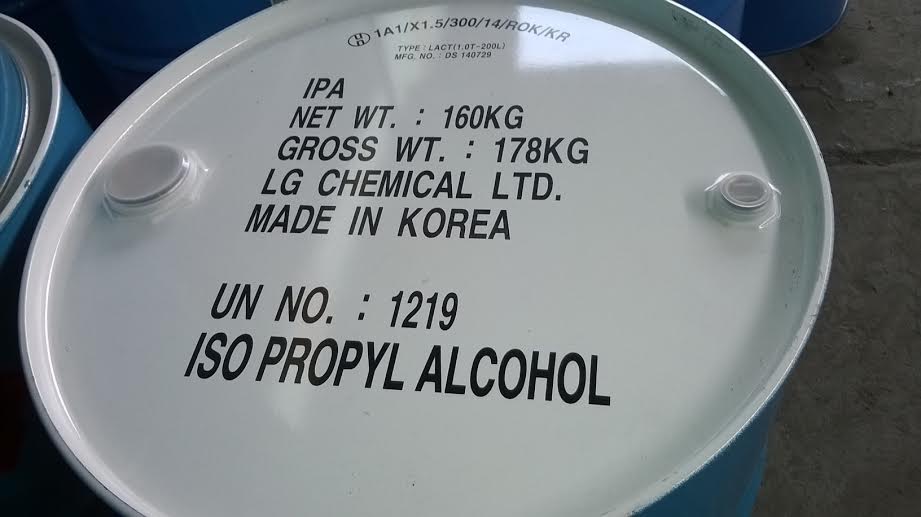 1A1/X1.5/300/14/ROK/KR
TYPE : LACT(1.0T-200L)
MFG. NO. : DS 140729
IPA
NET WT. : 160KG
GROSS WT. : 178KG
LG CHEMICAL LTD.
MADE IN KOREA
UN NO. : 1219
ISO PROPYL ALCOHOL